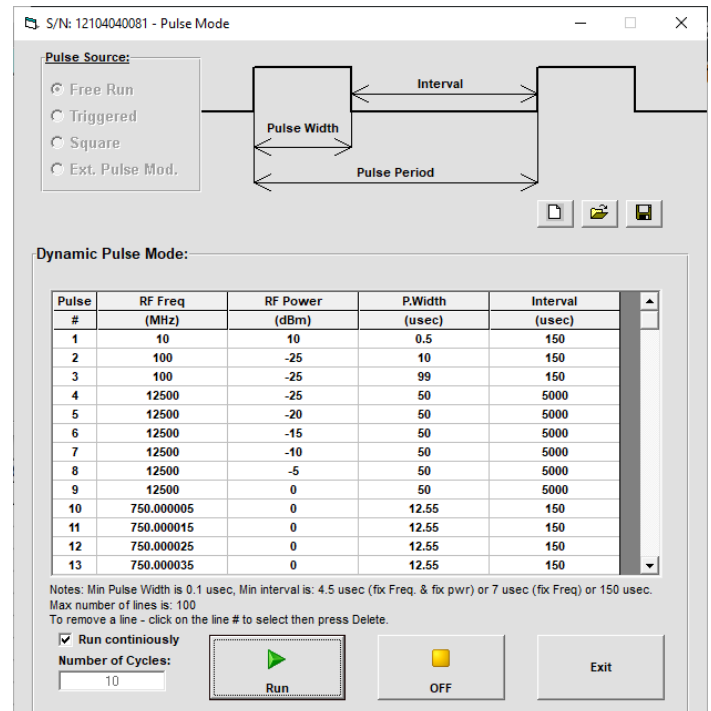 S/N: 12104040081 - Pulse Mode
Pulse Source:
Free Run
Triggered
Square
Ext. Pulse Mod.
Interval
Pulse Width
Pulse Period
Dynamic Pulse Mode:
Pulse RF Freq RF Power P.Width Interval
# (MHz) (dBm) (usec) (usec)
1 10 10 0.5 150
2 100 -25 10 150
3 100 -25 99 150
4 12500 -25 50 5000
5 12500 -20 50 5000
6 12500 -15 50 5000
7 12500 -10 50 5000
8 12500 -5 50 5000
9 12500 0 50 5000
10 750.000005 0 12.55 150
11 750.000015 0 12.55 150
12 750.000025 0 12.55 150
13 750.000035 0 12.55 150
Notes: Min Pulse Width is 0.1 usec, Min interval is: 4.5 usec (fix Freq. & fix pwr) or 7 usec (fix Freq) or 150 usec.
Max number of lines is: 100
To remove a line - click on the line # to select then press Delete.
Run continiously
Number of Cycles:
10
Run
OFF
Exit